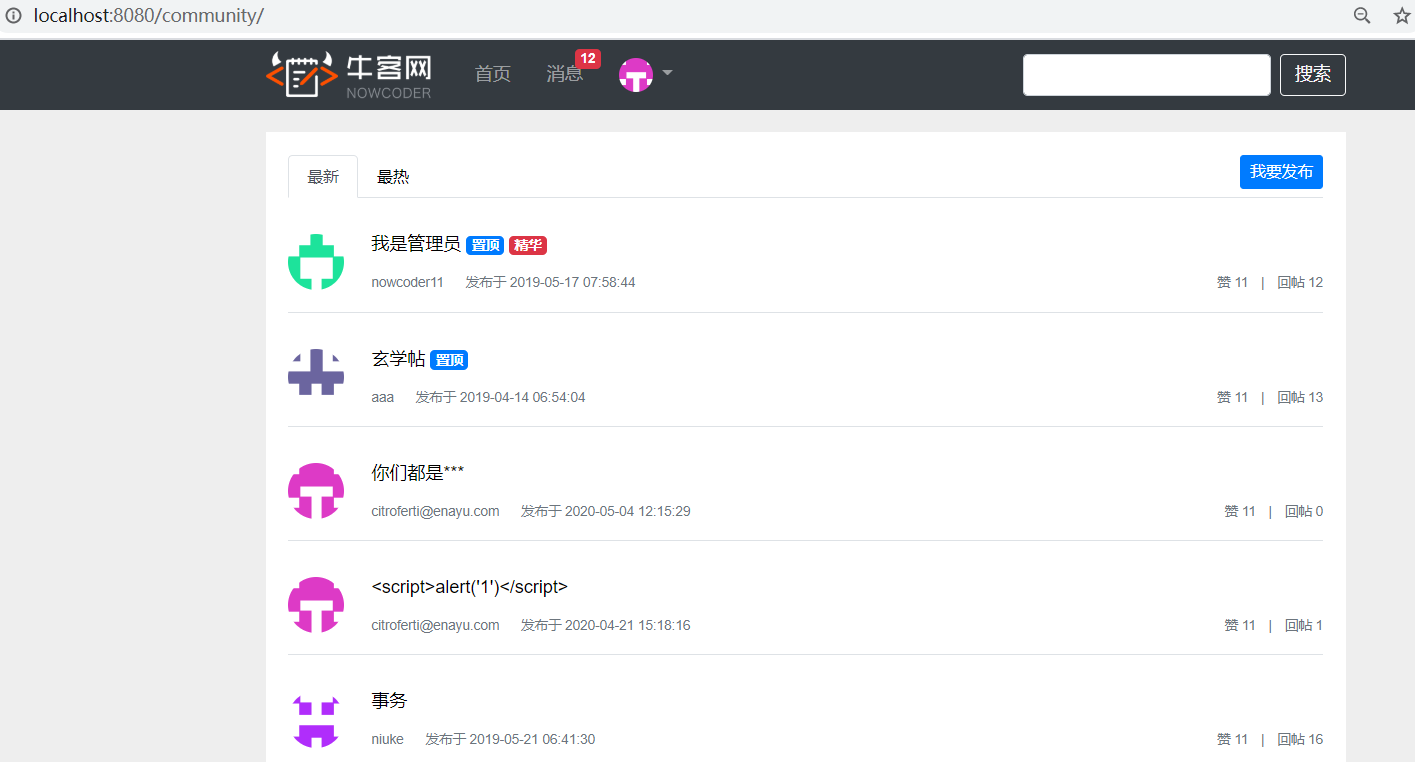 localhost:8080/community/
牛客网
NOWCODER
首页
消息 12
搜索
最新
最热
我要发布
我是管理员 置顶 精华
nowcoder11 发布于 2019-05-17 07:58:44 赞 11 | 回帖 12
玄学帖 置顶
aaa 发布于 2019-04-14 06:54:04 赞 11 | 回帖 13
你们都是***
citroferti@enayu.com 发布于 2020-05-04 12:15:29 赞 11 | 回帖 0
<script>alert('1')</script>
citroferti@enayu.com 发布于 2020-04-21 15:18:16 赞 11 | 回帖 1
事务
niuke 发布于 2019-05-21 06:41:30 赞 11 | 回帖 16